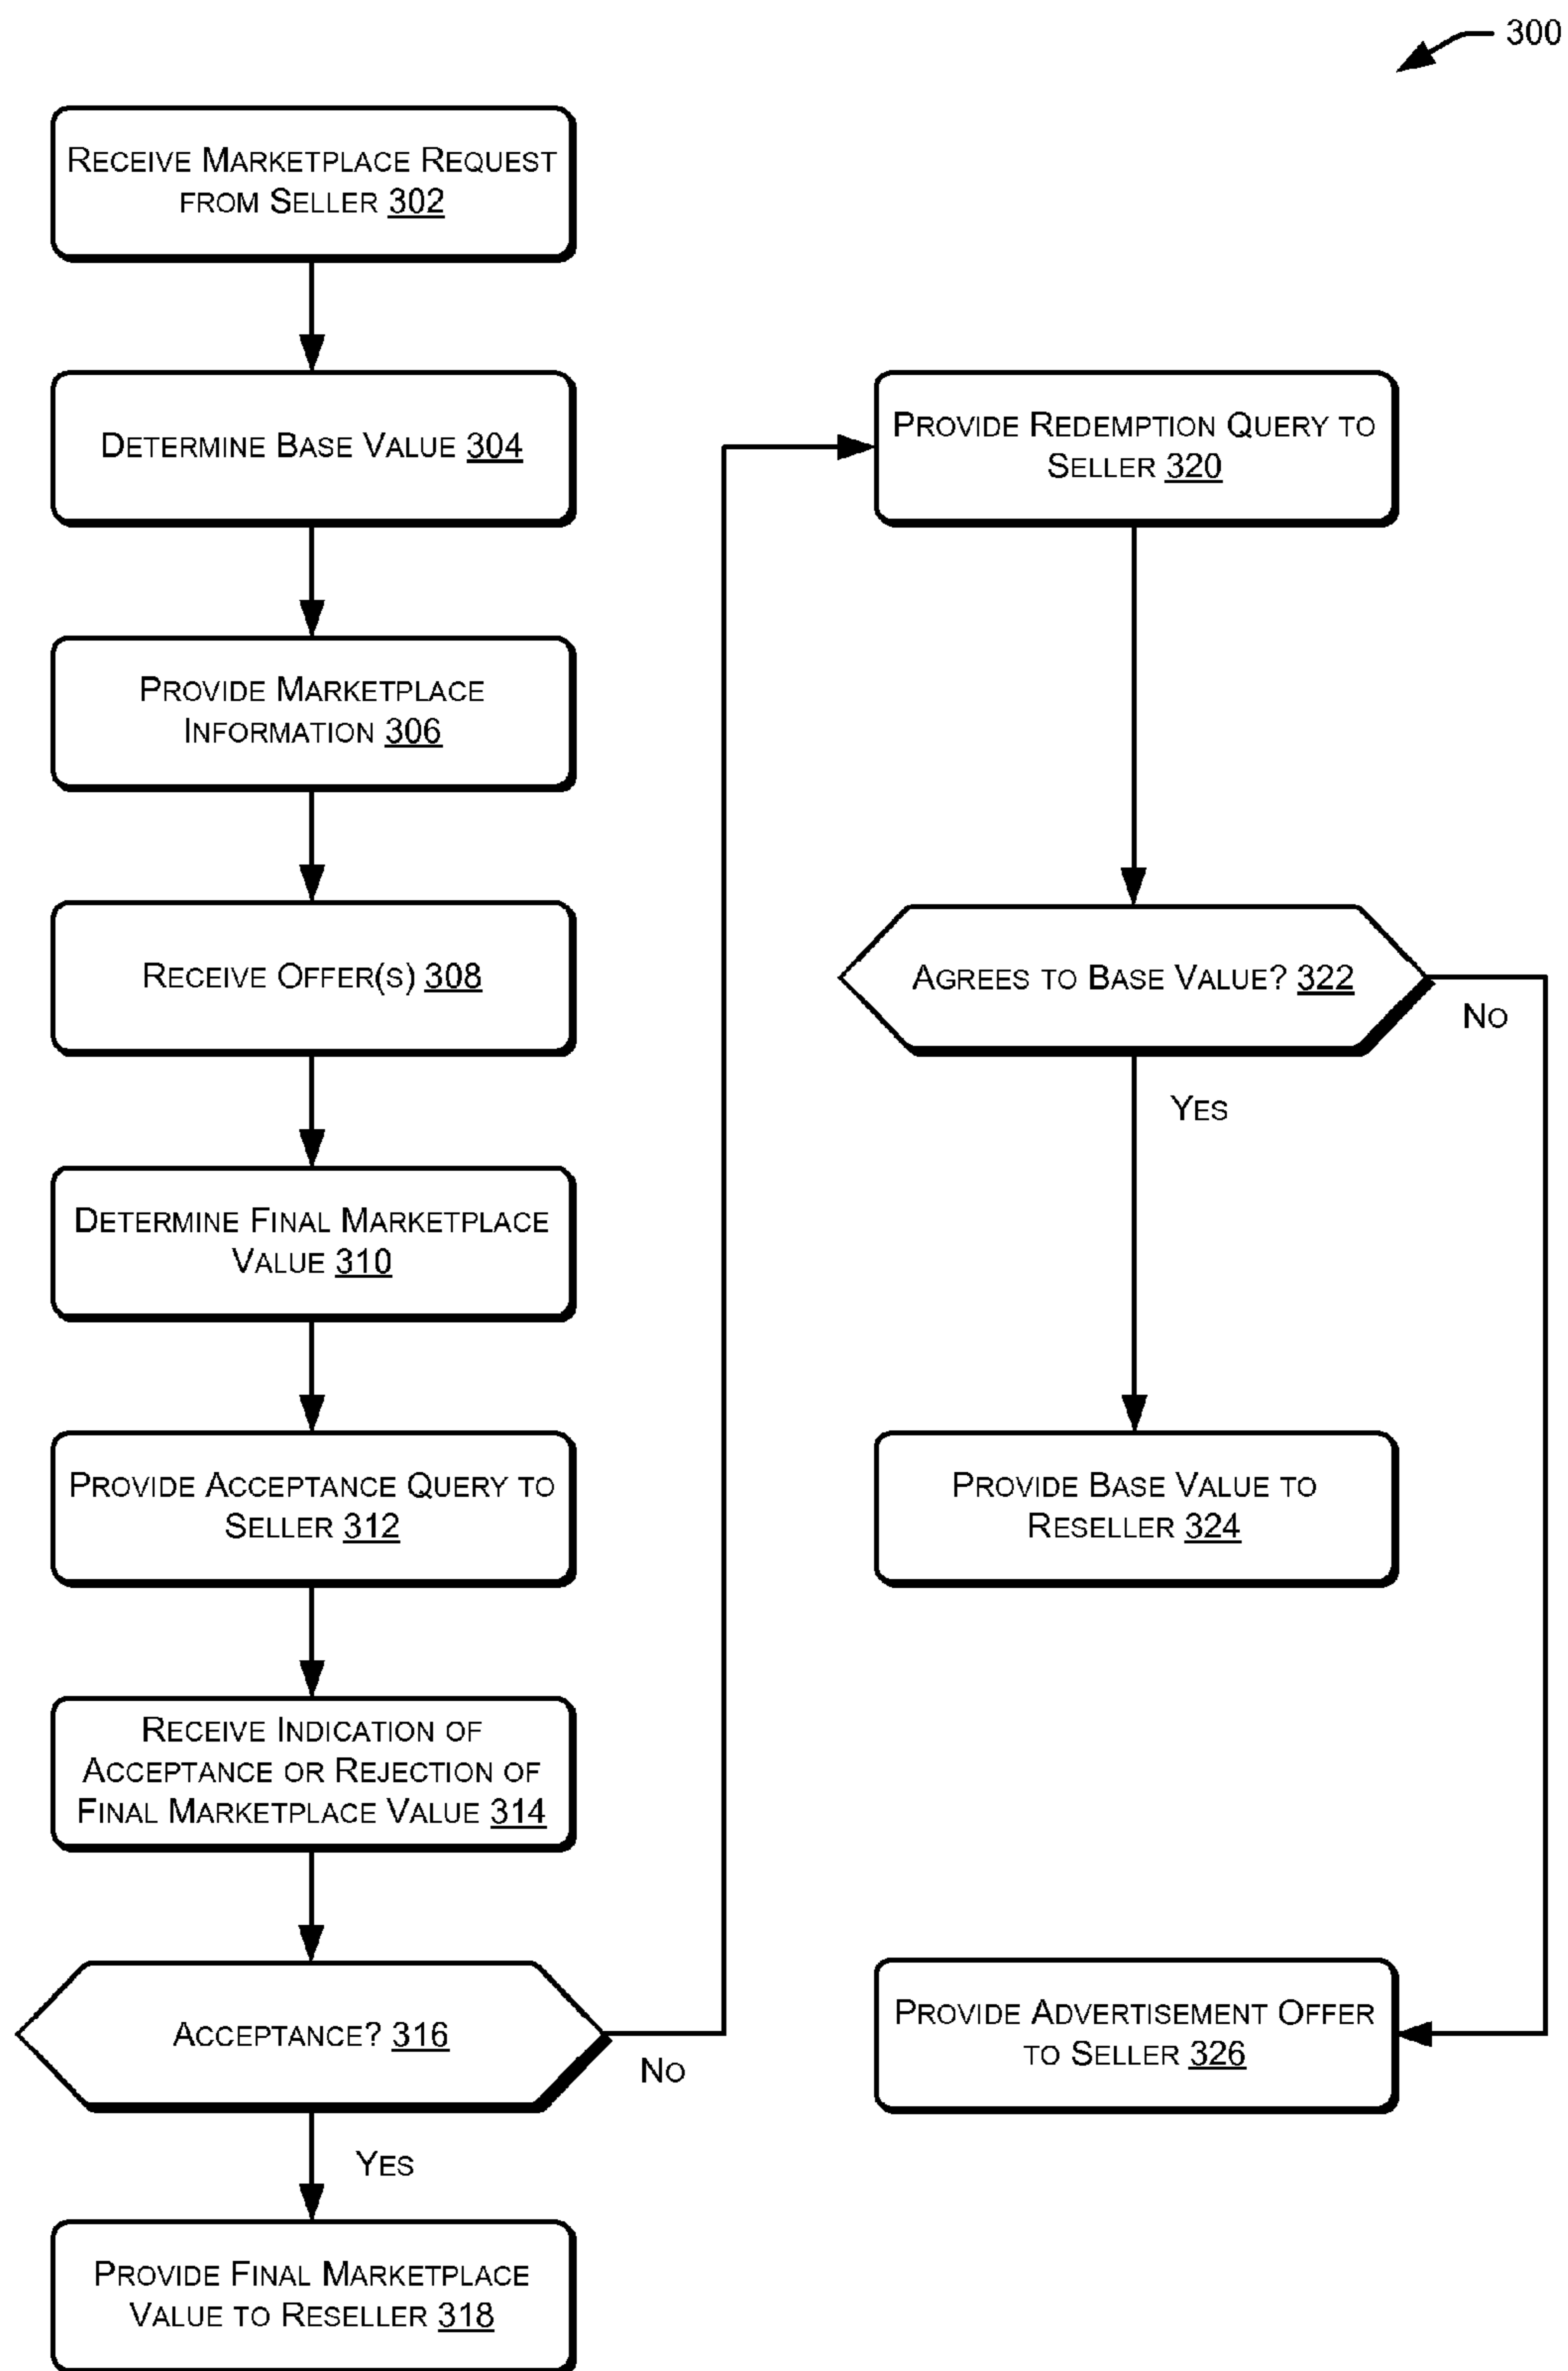 300
RECEIVE MARKETPLACE REQUEST
FROM SELLER 302
DETERMINE BASE VALUE 304
PROVIDE MARKETPLACE
INFORMATION 306
RECEIVE OFFER(S) 308
DETERMINE FINAL MARKETPLACE
VALUE 310
PROVIDE ACCEPTANCE QUERY TO
SELLER 312
RECEIVE INDICATION OF
ACCEPTANCE OR REJECTION OF
FINAL MARKETPLACE VALUE 314
ACCEPTANCE? 316
NO
YES
PROVIDE FINAL MARKETPLACE
VALUE TO RESELLER 318
PROVIDE REDEMPTION QUERY TO
SELLER 320
AGREES TO BASE VALUE? 322
NO
YES
PROVIDE BASE VALUE TO
RESELLER 324
PROVIDE ADVERTISEMENT OFFER
TO SELLER 326